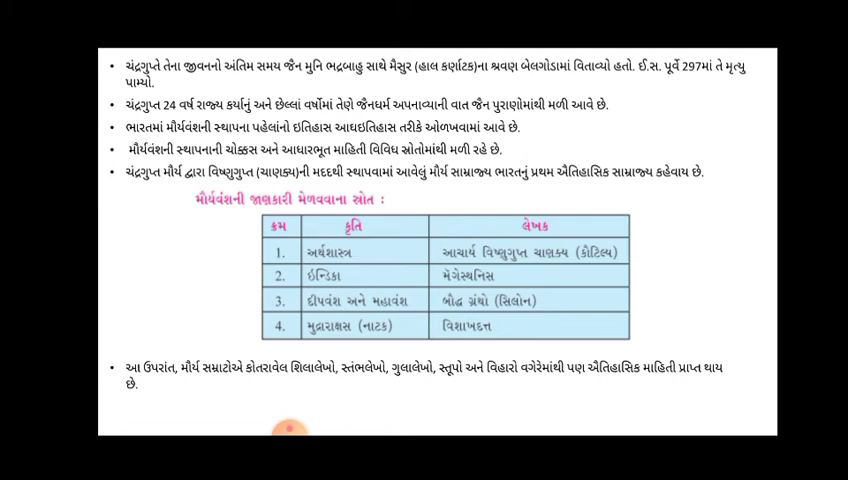 • ચંદ્રગુપ્તે તેના જીવનનો અંતિમ સમય જૈન મુનિ ભદ્રબાહુ સાથે મૈસુર (હાલ કર્ણાટક)ના શ્રવણ બેલગોડામાં વિતાવ્યો હતો. ઈ.સ. પૂર્વે 297માં તે મૃત્યુ
પામ્યો.
• ચંદ્રગુપ્ત 24 વર્ષ રાજ્ય કર્યાનું અને છેલ્લાં વર્ષોમાં તેણે જૈનધર્મ અપનાવ્યાની વાત જૈન પુરાણોમાંથી મળી આવે છે.
• ભારતમાં મૌર્યવંશની સ્થાપના પહેલાંનો ઇતિહાસ આઘઇતિહાસ તરીકે ઓળખવામાં આવે છે.
• મૌર્યવંશની સ્થાપનાની ચોક્કસ અને આધારભૂત માહિતી વિવિધ સ્રોતોમાંથી મળી રહે છે.
• ચંદ્રગુપ્ત મૌર્ય દ્વારા વિષ્ણુગુપ્ત (ચાણક્ય)ની મદદથી સ્થાપવામાં આવેલું મૌર્ય સામ્રાજ્ય ભારતનું પ્રથમ ઐતિહાસિક સામ્રાજ્ય કહેવાય છે.
મૌર્યવંશની જાણકારી મેળવવાના સ્રોત :
ક્રમ કૃતિ લેખક
1. અર્થશાસ્ત્ર આચાર્ય વિષ્ણુગુપ્ત ચાણક્ય (કૌટિલ્ય)
2. ઇન્ડિકા મૅગેસ્થનિસ
3. દીપવંશ અને મહાવંશ બૌદ્ધ ગ્રંથો (સિલોન)
4. મુદ્રારાક્ષસ (નાટક) વિશાખદત્ત
• આ ઉપરાંત, મૌર્ય સમ્રાટોએ કોતરાવેલ શિલાલેખો, સ્તંભલેખો, ગુલાલેખો, સ્તૂપો અને વિહારો વગેરેમાંથી પણ ઐતિહાસિક માહિતી પ્રાપ્ત થાય
છે.